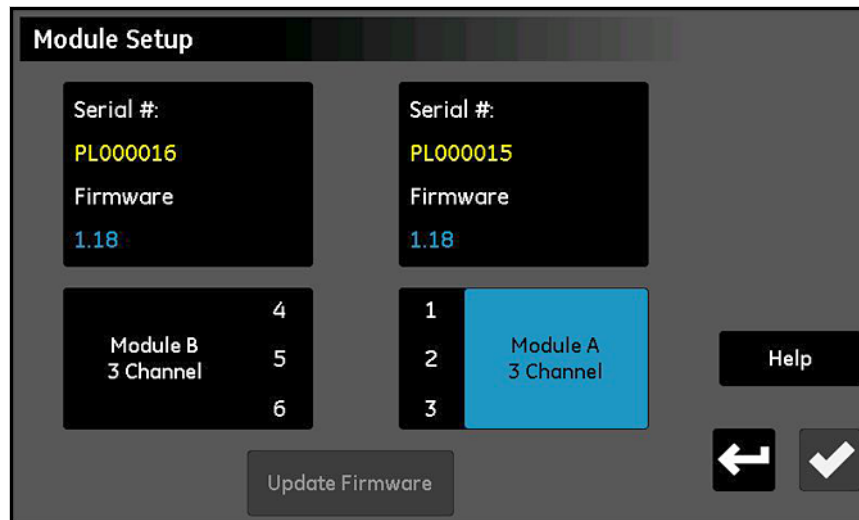 Module Setup
Serial #:
PL000016
Firmware
1.18
Serial #:
PL000015
Firmware
1.18
Module B
3 Channel
4
5
6
1
2
3
Module A
3 Channel
Help
Update Firmware